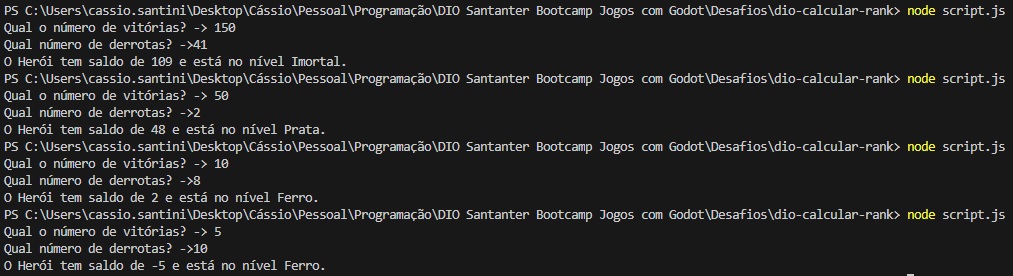 PS C:\Users\cassio.santini\Desktop\Cássio\Pessoal\Programação\DIO Santanter Bootcamp Jogos com Godot\Desafios\dio-calcular-rank> node script.js
Qual o número de vitórias? -> 150
Qual número de derrotas? ->41
O Herói tem saldo de 109 e está no nível Imortal.
PS C:\Users\cassio.santini\Desktop\Cássio\Pessoal\Programação\DIO Santanter Bootcamp Jogos com Godot\Desafios\dio-calcular-rank> node script.js
Qual o número de vitórias? -> 50
Qual número de derrotas? ->2
O Herói tem saldo de 48 e está no nível Prata.
PS C:\Users\cassio.santini\Desktop\Cássio\Pessoal\Programação\DIO Santanter Bootcamp Jogos com Godot\Desafios\dio-calcular-rank> node script.js
Qual o número de vitórias? -> 10
Qual número de derrotas? ->8
O Herói tem saldo de 2 e está no nível Ferro.
PS C:\Users\cassio.santini\Desktop\Cássio\Pessoal\Programação\DIO Santanter Bootcamp Jogos com Godot\Desafios\dio-calcular-rank> node script.js
Qual o número de vitórias? -> 5
Qual número de derrotas? ->10
O Herói tem saldo de -5 e está no nível Ferro.